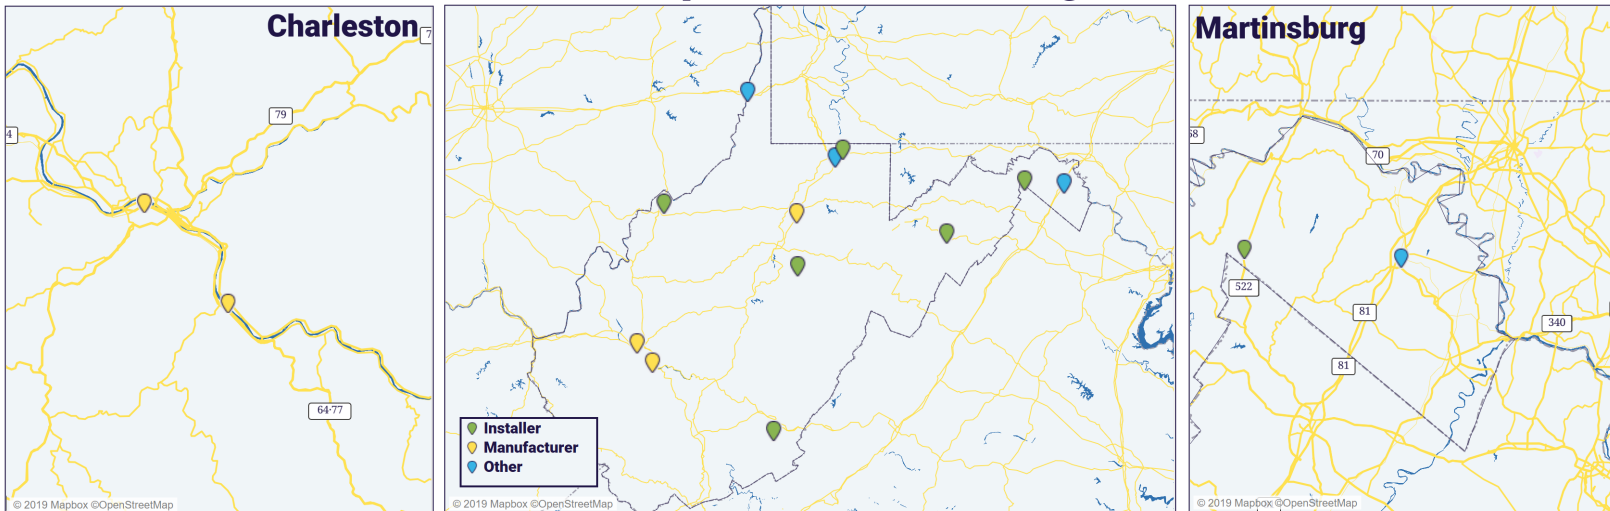 Charleston
79
4
64-77
© 2019 Mapbox ©OpenStreetMap
Installer
Manufacturer
Other
© 2019 Mapbox ©OpenStreetMap
Martinsburg
70
522
81
340
81
© 2019 Mapbox ©OpenStreetMap